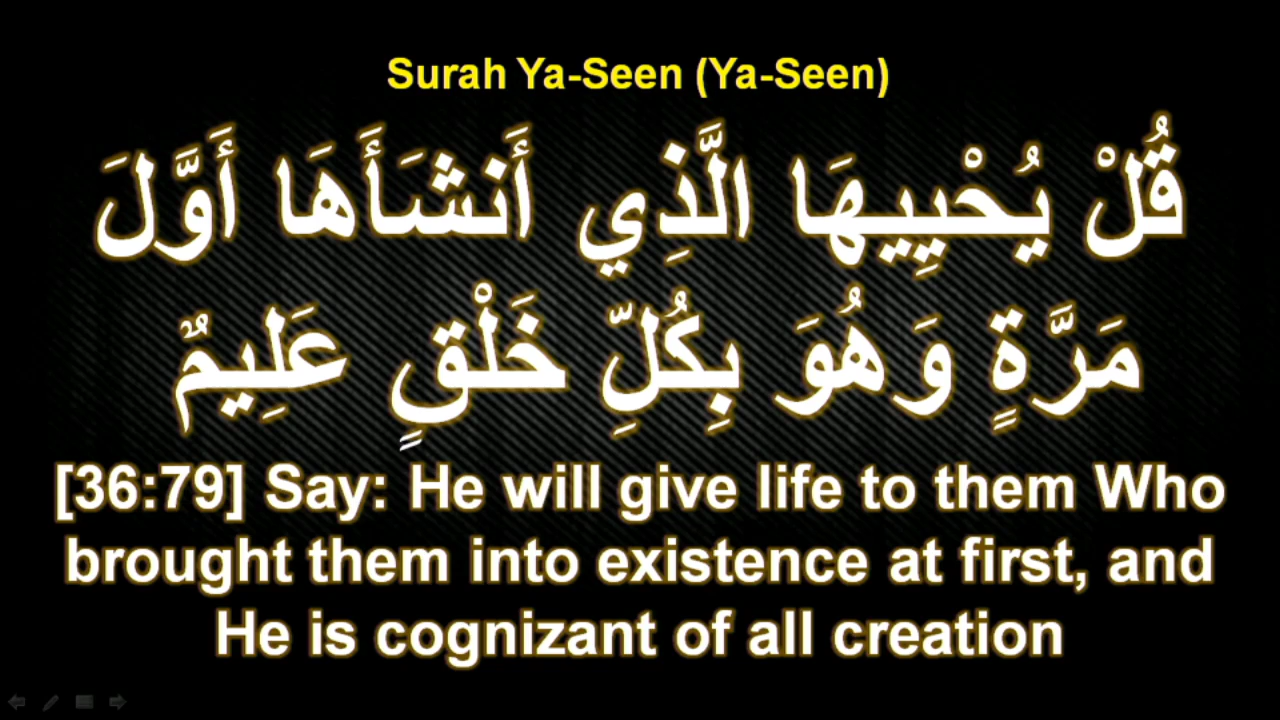 Surah Ya-Seen (Ya-Seen)
قُلْ يُحْيِيهَا الَّذِي أَنشَأَهَا أَوَّلَ
مَرَّةٍ وَهُوَ بِكُلِّ خَلْقٍ عَلِيمٌ
[36:79] Say: He will give life to them Who
brought them into existence at first, and
He is cognizant of all creation